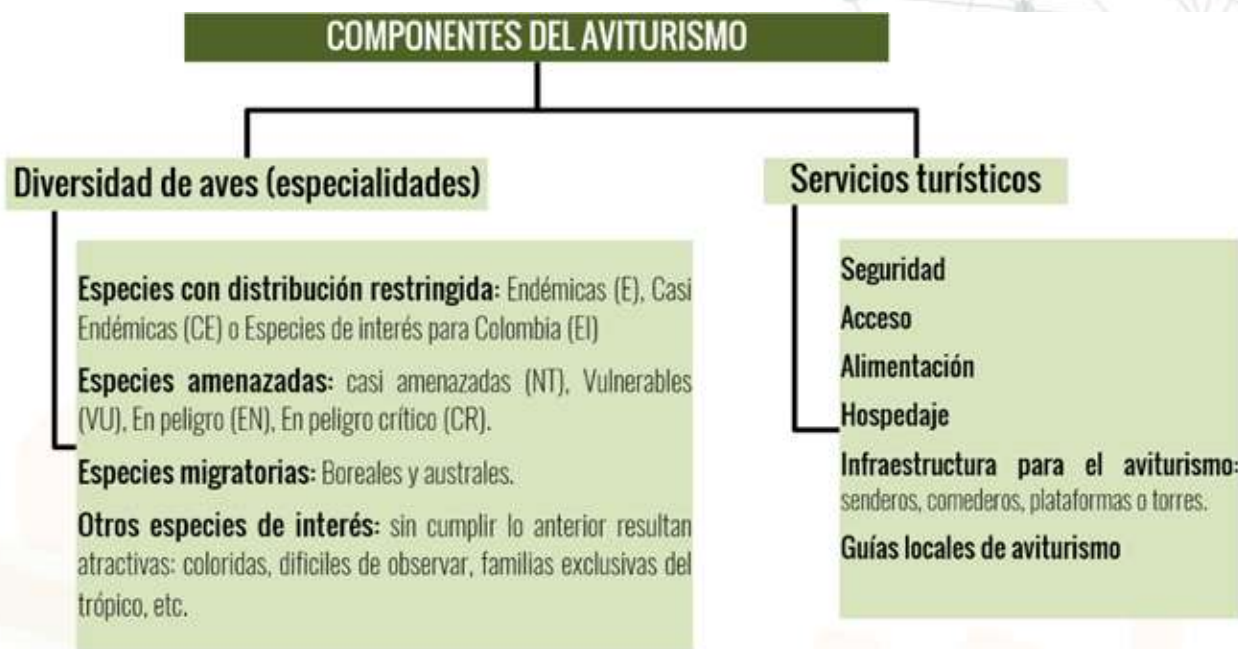 COMPONENTES DEL AVITURISMO
Diversidad de aves (especialidades)
Especies con distribución restringida: Endémicas (E), Casi
Endémicas (CE) o Especies de interés para Colombia (EI)
Especies amenazadas: casi amenazadas (NT), Vulnerables
(VU), En peligro (EN), En peligro crítico (CR).
Especies migratorias: Boreales y australes.
Otros especies de interés: sin cumplir lo anterior resultan
atractivas: coloridas, dificiles de observar, familias exclusivas del
trópico, etc.
Servicios turísticos
Seguridad
Acceso
Alimentación
Hospedaje
Infraestructura para el aviturismo:
senderos, comederos, plataformas o torres.
Guías locales de aviturismo